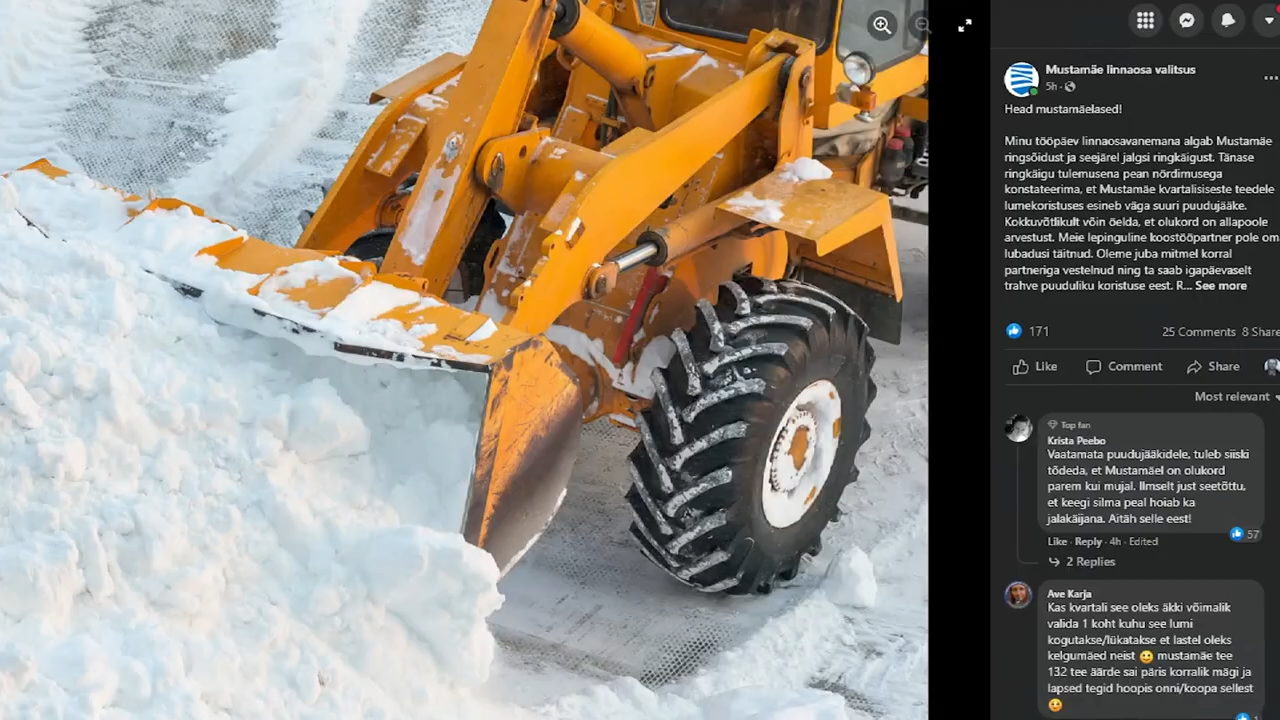 Mustamäe linnaosa valitsus
5h
Head mustamäelased!
Minu tööpäev linnaosavanemana algab Mustamäe
ringsõidust ja seejärel jalgsi ringkäigust. Tänase
ringkäigu tulemusena pean nördimusega
konstateerima, et Mustamäe kvartalisiseste teedele
lumekoristuses esineb väga suuri puudujääke.
Kokkuvõtlikult võin öelda, et olukord on allapoole
arvestust. Meie lepinguline koostööpartner pole om
lubadusi täitnud. Oleme juba mitmel korral
partneriga vestelnud ning ta saab igapäevaselt
trahve puuduliku koristuse eest. R... See more
171
25 Comments 8 Share
Like Comment Share
Most relevant
Top fan
Krista Peebo
Vaatamata puudujääkidele, tuleb siiski
tõdeda, et Mustamäel on olukord
parem kui mujal. Ilmselt just seetõttu,
et keegi silma peal hoiab ka
jalakäijana. Aitäh selle eest!
57
Like · Reply · 4h · Edited
2 Replies
Ave Karja
Kas kvartali see oleks äkki võimalik
valida 1 koht kuhu see lumi
kogutakse/lükatakse et lastel oleks
kelgumäed neist 🙂 mustamäe tee
132 tee äärde sai päris korralik mägi ja
lapsed tegid hoopis onni/koopa sellest
😉